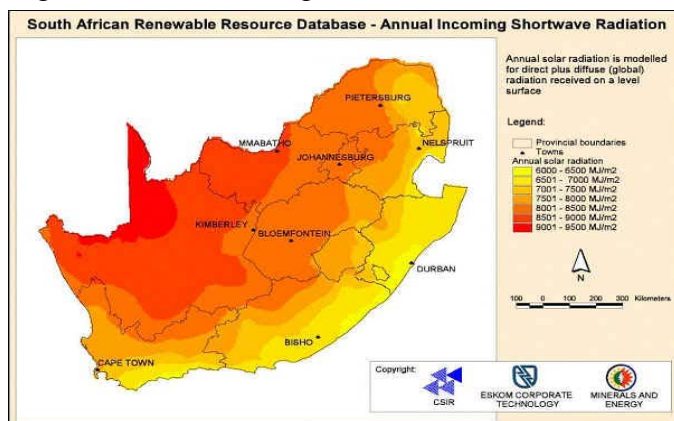 South African Renewable Resource Database - Annual Incoming Shortwave Radiation
Annual solar radiation is modelled
for direct plus diffuse (global)
radiation received on a level
surface
Legend:
Provincial boundaries
Towns
Annual solar radiation
6000 - 6500 MJ/m2
6501 - 7000 MJ/m2
7001 - 7500 MJ/m2
7501 - 8000 MJ/m2
8001 - 8500 MJ/m2
8501 - 9000 MJ/m2
9001 - 9500 MJ/m2
N
100 0 100 200 300 Kilometers
PIETERSBURG
MMABATHO
NELSPRUIT
JOHANNESBURG
KIMBERLEY
BLOEMFONTEIN
DURBAN
BISHO
CAPE TOWN
Copyright:
CSIR
ESKOM CORPORATE
TECHNOLOGY
MINERALS AND
ENERGY